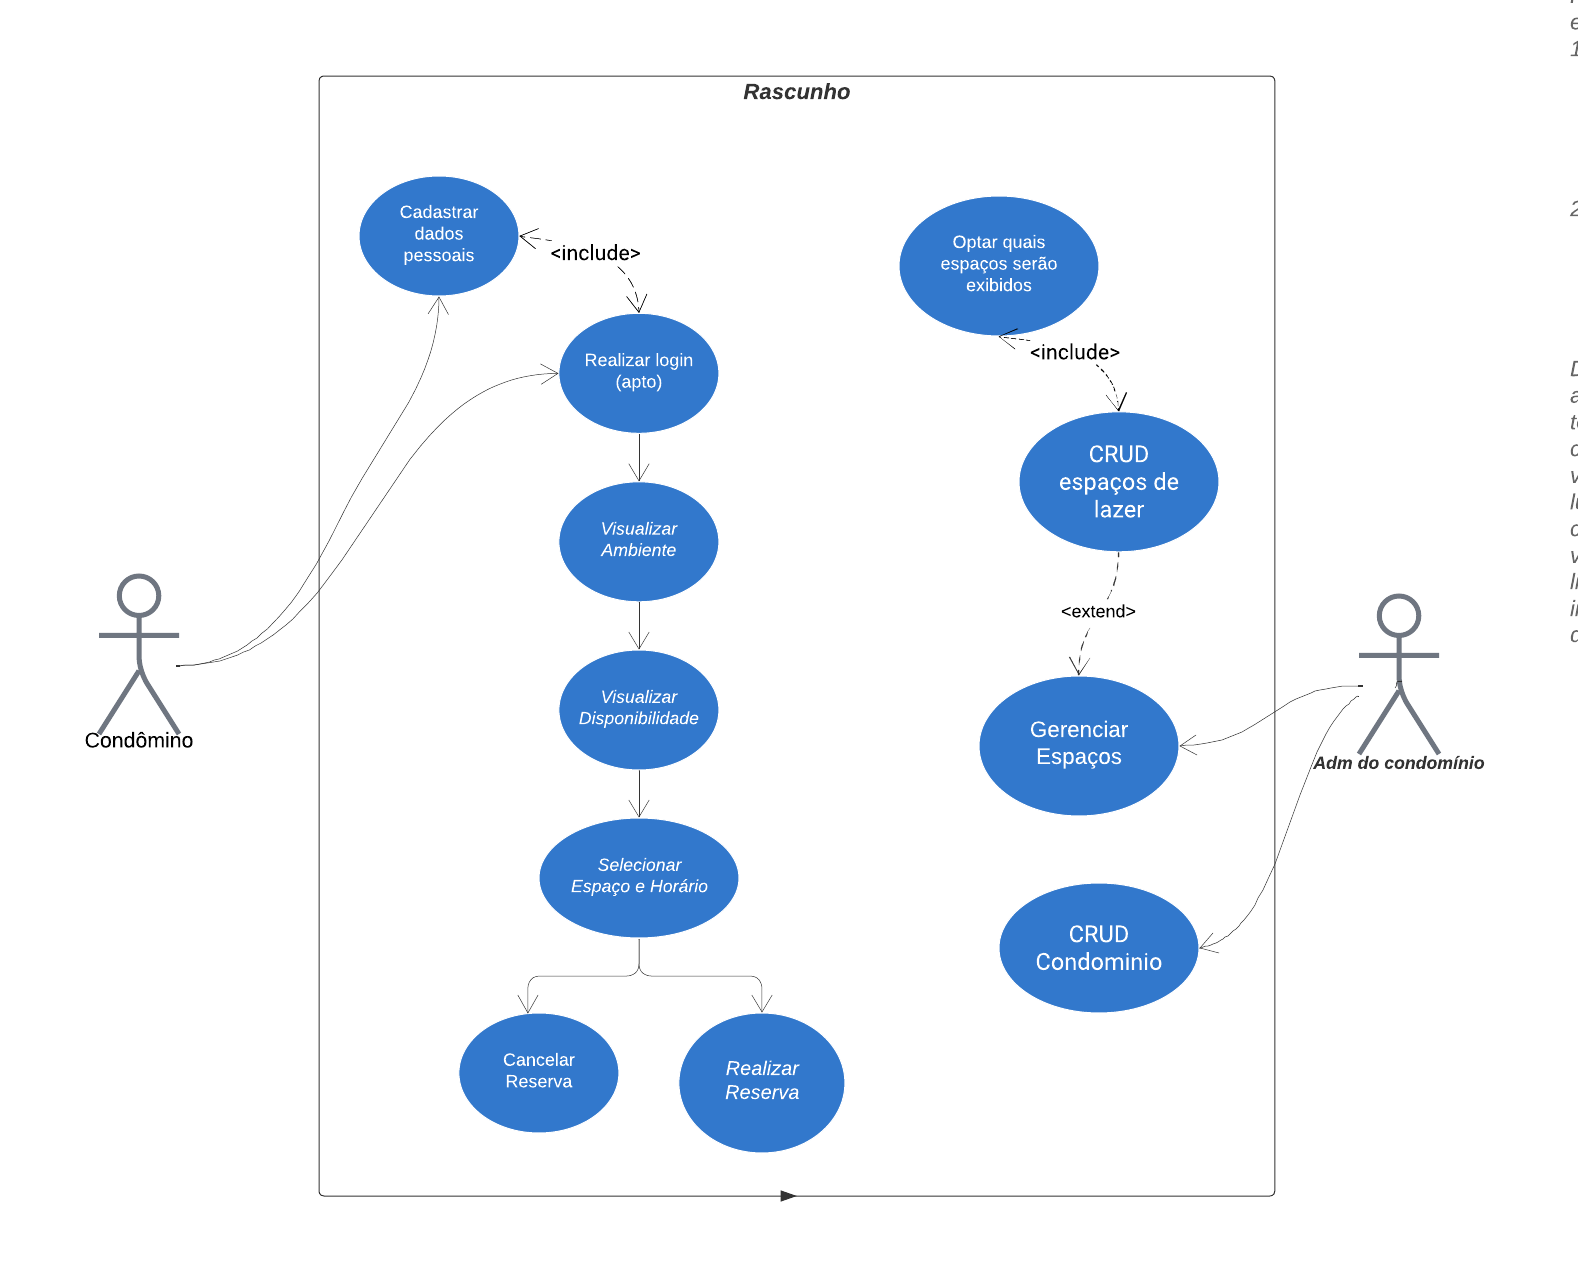 Rascunho
Cadastrar
dados
pessoais
<include>
Realizar login
(apto)
Visualizar
Ambiente
Visualizar
Disponibilidade
Selecionar
Espaço e Horário
Cancelar
Reserva
Realizar
Reserva
Optar quais
espaços serão
exibidos
<include>
CRUD
espaços de
lazer
<extend>
Gerenciar
Espaços
CRUD
Condominio
Condômino
Adm do condomínio